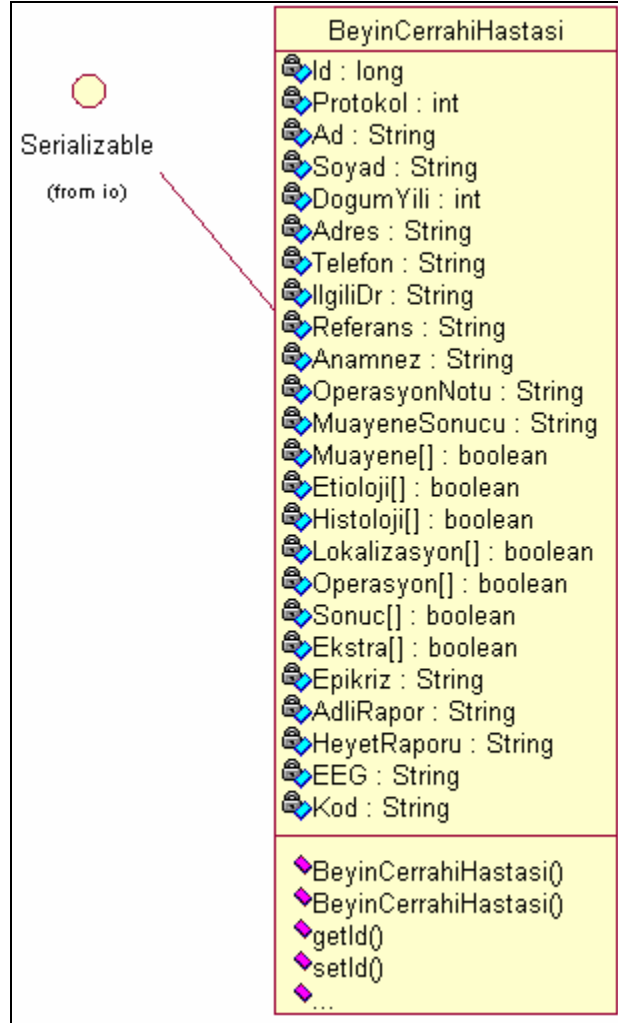 BeyinCerrahiHastasi
Serializable
(from io)
Id : long
Protokol : int
Ad : String
Soyad : String
DogumYili : int
Adres : String
Telefon : String
IlgiliDr : String
Referans : String
Anamnez : String
OperasyonNotu : String
MuayeneSonucu : String
Muayene[] : boolean
Etioloji[] : boolean
Histoloji[] : boolean
Lokalizasyon[] : boolean
Operasyon[] : boolean
Sonuc[] : boolean
Ekstra[] : boolean
Epikriz : String
AdliRapor : String
HeyetRaporu : String
EEG : String
Kod : String
BeyinCerrahiHastasi()
BeyinCerrahiHastasi()
getId()
setId()
...